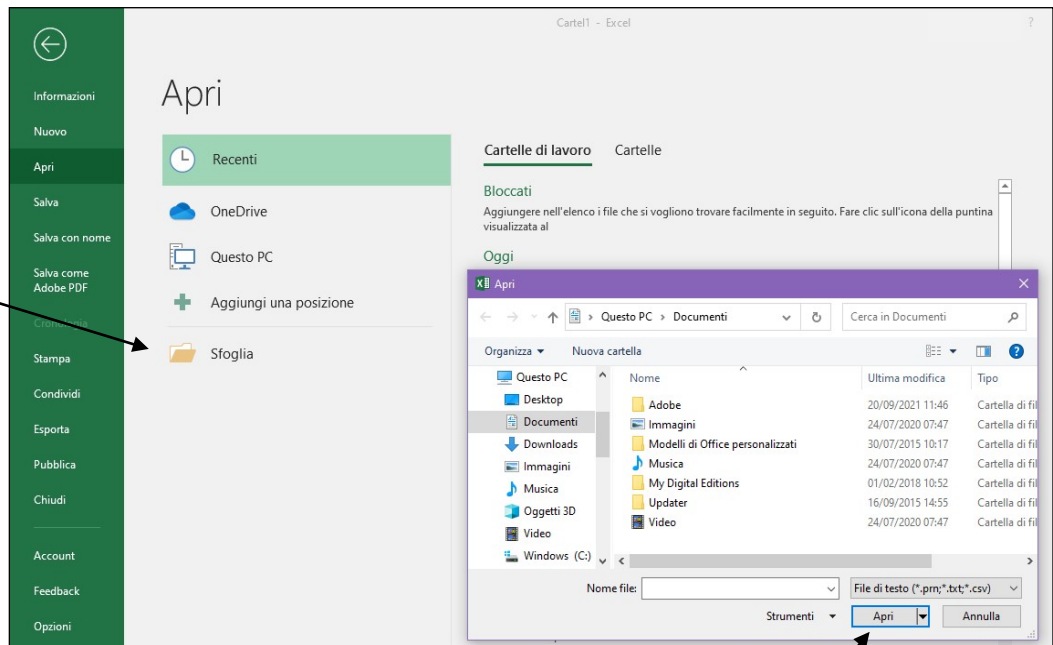 Cartel1 - Excel
?
Informazioni
Nuovo
Apri
Salva
Salva con nome
Salva come
Adobe PDF
Cronologia
Stampa
Condividi
Esporta
Pubblica
Chiudi
Account
Feedback
Opzioni
Apri
Recenti
OneDrive
Questo PC
Aggiungi una posizione
Sfoglia
Cartelle di lavoro Cartelle
Bloccati
Aggiungere nell'elenco i file che si vogliono trovare facilmente in seguito. Fare clic sull'icona della puntina
visualizzata al
Oggi
Apri
Questo PC > Documenti
Cerca in Documenti
Organizza Nuova cartella
?
Questo PC
Desktop
Documenti
Downloads
Immagini
Musica
Oggetti 3D
Video
Windows (C:)
Nome Ultima modifica Tipo
Adobe 20/09/2021 11:46 Cartella di fil
Immagini 24/07/2020 07:47 Cartella di fil
Modelli di Office personalizzati 30/07/2015 10:17 Cartella di fil
Musica 24/07/2020 07:47 Cartella di fil
My Digital Editions 01/02/2018 10:52 Cartella di fil
Updater 16/09/2015 14:55 Cartella di fil
Video 24/07/2020 07:47 Cartella di fil
Nome file: File di testo (*.prn;*.txt;*.csv)
Strumenti Apri Annulla